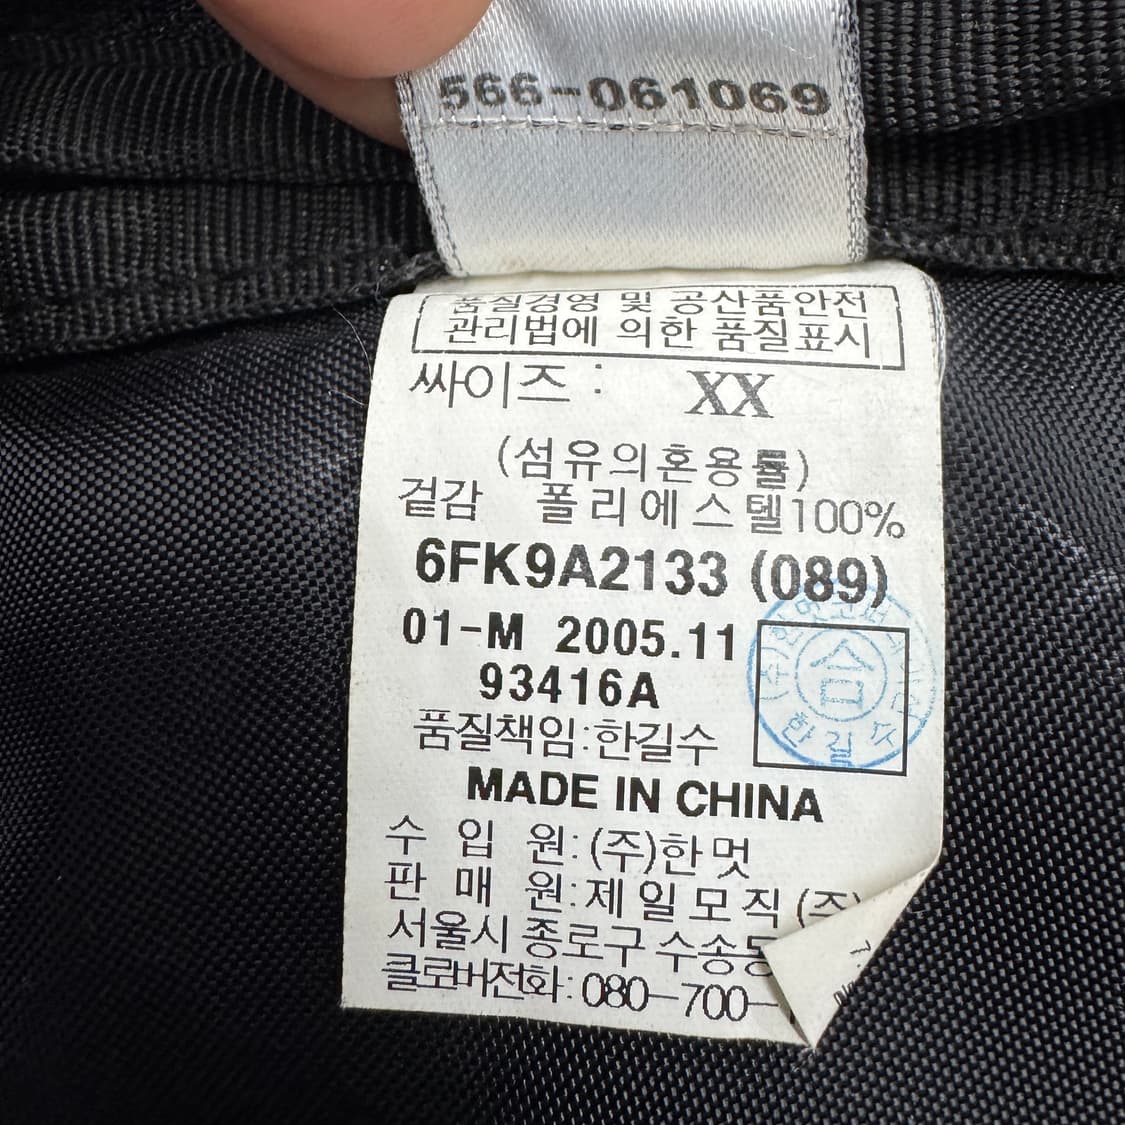 566-061069
품질경영 및 공산품안전
관리법에 의한 품질표시
싸이즈 : XX
(섬유의혼용률)
겉감 폴리에스텔100%
6FK9A2133 (089)
01-M 2005.11
93416A
합
한길수
품질책임:한길수
MADE IN CHINA
수 입 원:(주)한멋
판 매 원:제일모직(주)
서울시 종로구 수송동
클로버전화:080-700-